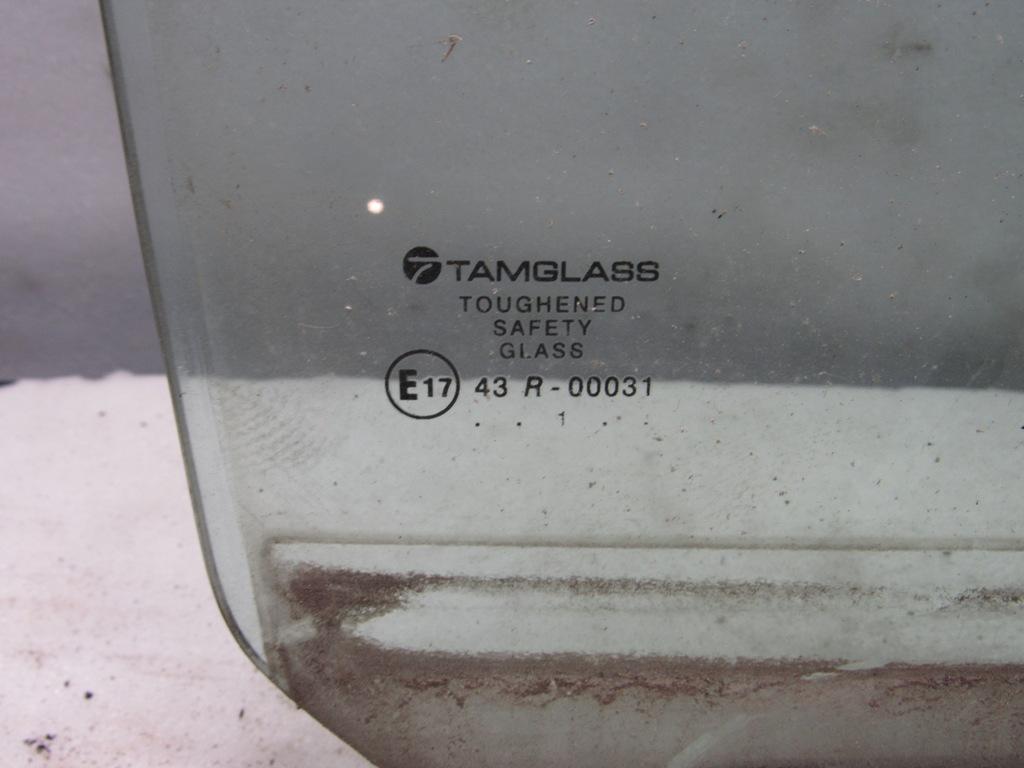 TAMGLASS
TOUGHENED
SAFETY
GLASS
E17 43 R-00031
. . 1 . .